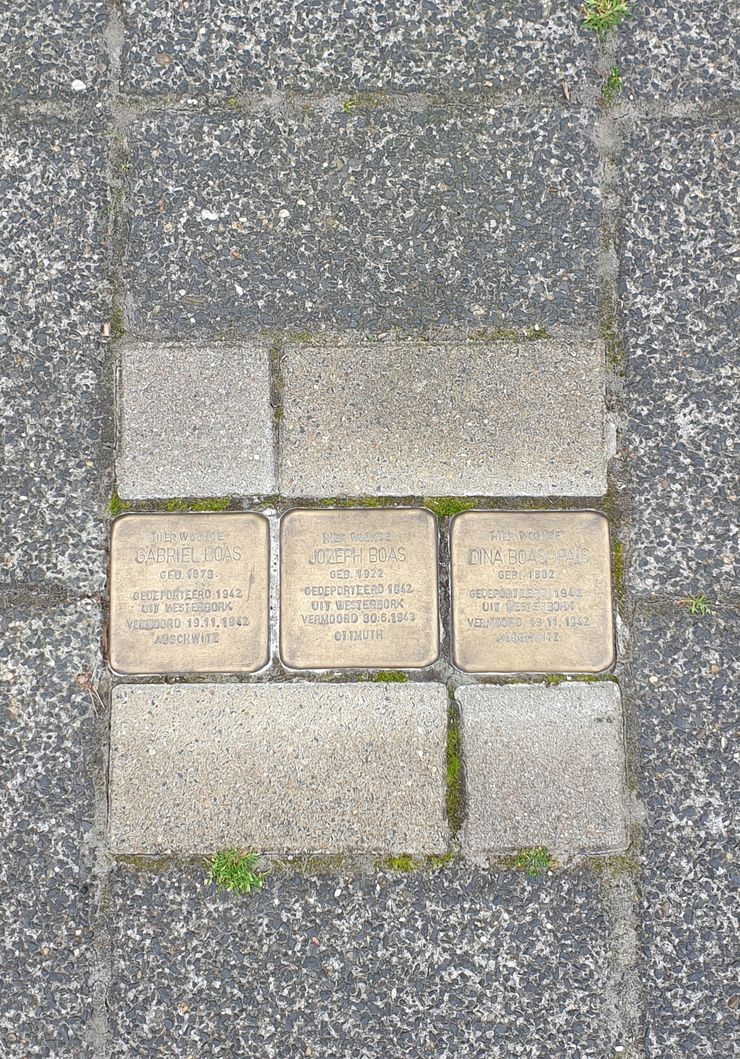 HIER WOONDE
GABRIEL BOAS
GEB. 1879
GEDEPORTEERD 1942
UIT WESTERBORK
VERMOORD 19.11.1942
AUSCHWITZ
HIER WOONDE
JOZEPH BOAS
GEB. 1922
GEDEPORTEERD 1942
UIT WESTERBORK
VERMOORD 30.6.1943
OTTMUTH
HIER WOONDE
DINA BOAS-PAIS
GEB. 1882
GEDEPORTEERD 1942
UIT WESTERBORK
VERMOORD 19.11.1942
AUSCHWITZ